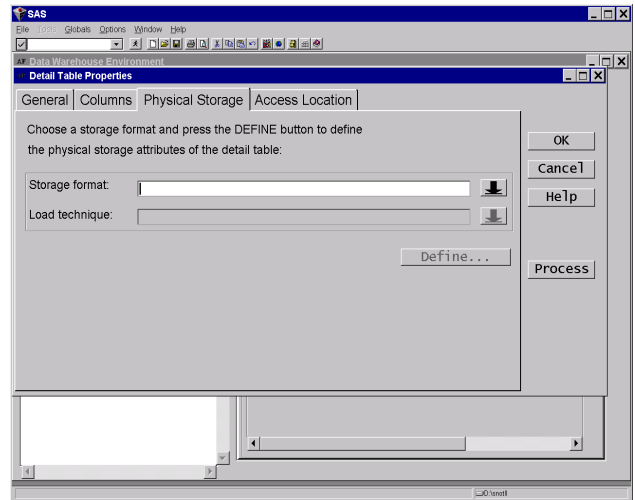 SAS
File Tools Globals Options Window Help
AF Data Warehouse Environment
Detail Table Properties
General Columns Physical Storage Access Location
Choose a storage format and press the DEFINE button to define
the physical storage attributes of the detail table:
OK
Cancel
Storage format:
Help
Load technique:
Define...
Process